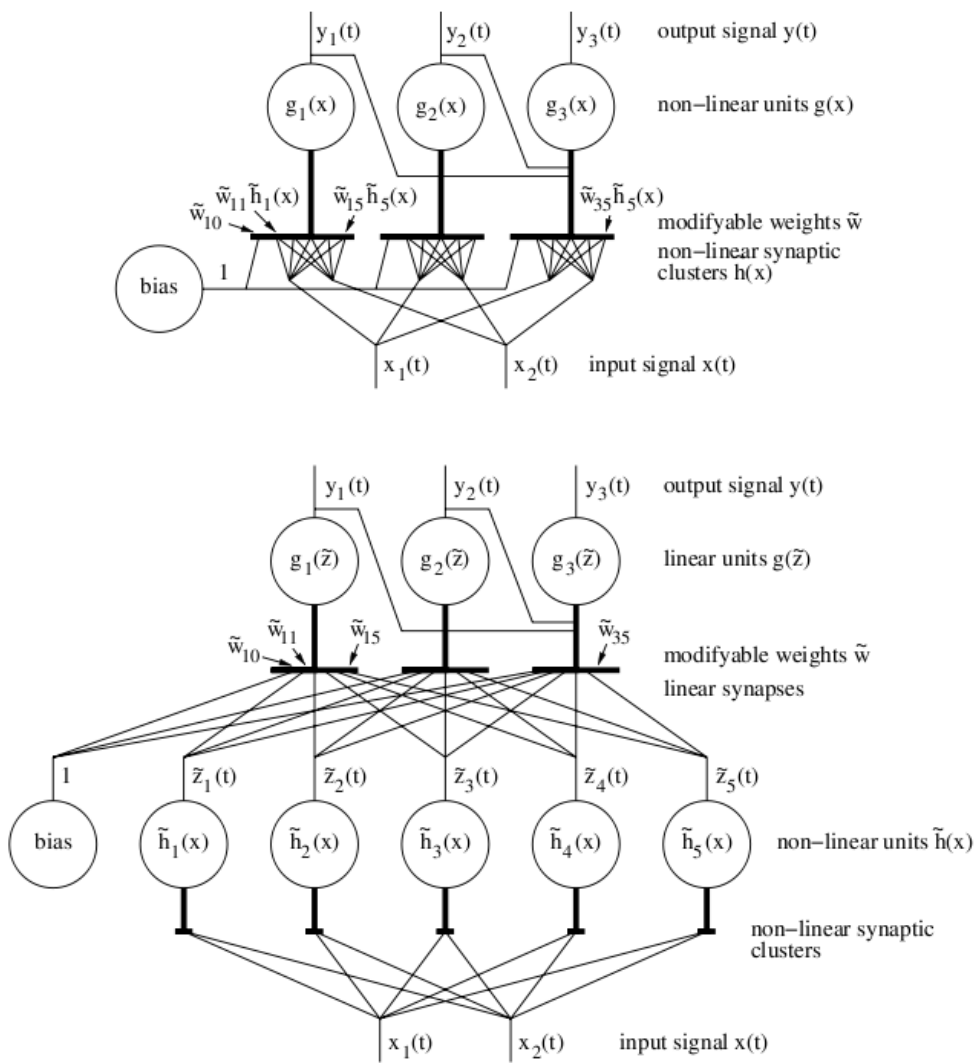 y1(t) y2(t) y3(t) output signal y(t)
g1(x) g2(x) g3(x) non-linear units g(x)
w̃10 w̃11h̃1(x) w̃15h̃5(x) w̃35h̃5(x)
modifyable weights w̃
non-linear synaptic
clusters h̃(x)
bias 1
x1(t) x2(t) input signal x(t)
y1(t) y2(t) y3(t) output signal y(t)
g1(z̃) g2(z̃) g3(z̃) linear units g(z̃)
w̃10 w̃11 w̃15 w̃35
modifyable weights w̃
linear synapses
1 z̃1(t) z̃2(t) z̃3(t) z̃4(t) z̃5(t)
bias h̃1(x) h̃2(x) h̃3(x) h̃4(x) h̃5(x) non-linear units h̃(x)
non-linear synaptic
clusters
x1(t) x2(t) input signal x(t)